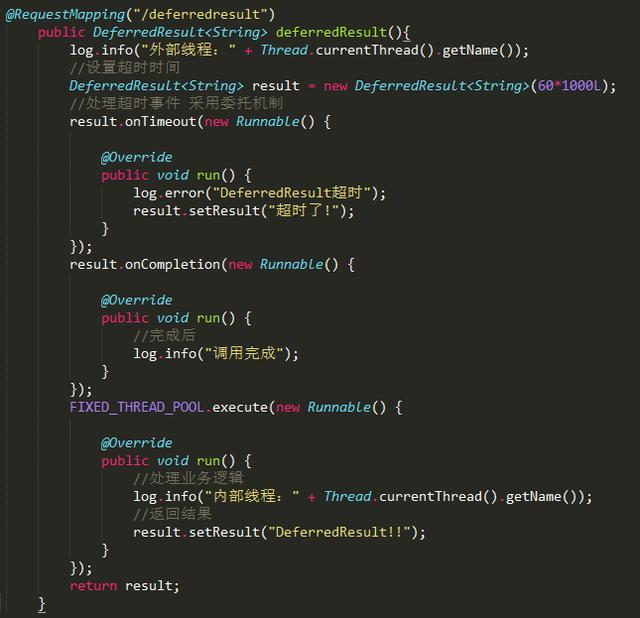 @RequestMapping("/deferredresult")
public DeferredResult<String> deferredResult(){
log.info("外部线程：" + Thread.currentThread().getName());
//设置超时时间
DeferredResult<String> result = new DeferredResult<String>(60*1000L);
//处理超时事件 采用委托机制
result.onTimeout(new Runnable() {
@Override
public void run() {
log.error("DeferredResult超时");
result.setResult("超时了!");
}
});
result.onCompletion(new Runnable() {
@Override
public void run() {
//完成后
log.info("调用完成");
}
});
FIXED_THREAD_POOL.execute(new Runnable() {
@Override
public void run() {
//处理业务逻辑
log.info("内部线程：" + Thread.currentThread().getName());
//返回结果
result.setResult("DeferredResult!!");
}
});
return result;
}